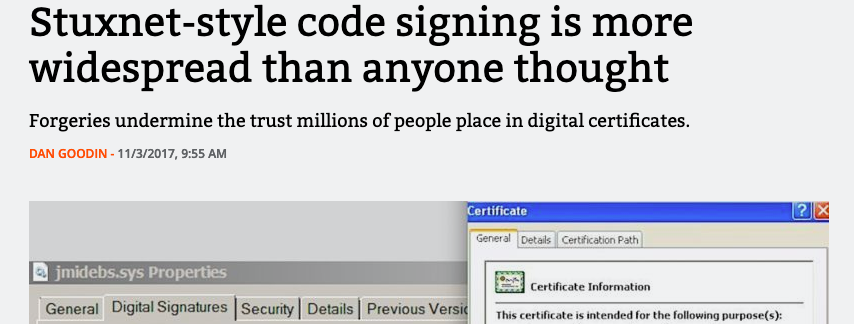 Stuxnet-style code signing is more
widespread than anyone thought
Forgeries undermine the trust millions of people place in digital certificates.
DAN GOODIN - 11/3/2017, 9:55 AM
Certificate
General Details Certification Path
jmidebs.sys Properties
Certificate Information
General Digital Signatures Security Details Previous Versio
This certificate is intended for the following purpose(s):